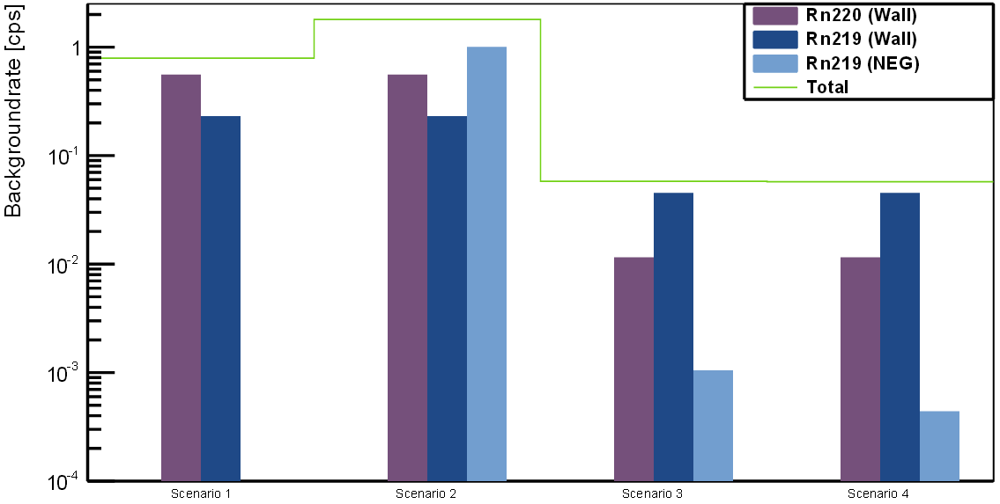 Backgroundrate [cps]
1
10-1
10-2
10-3
10-4
Rn220 (Wall)
Rn219 (Wall)
Rn219 (NEG)
Total
Scenario 1
Scenario 2
Scenario 3
Scenario 4